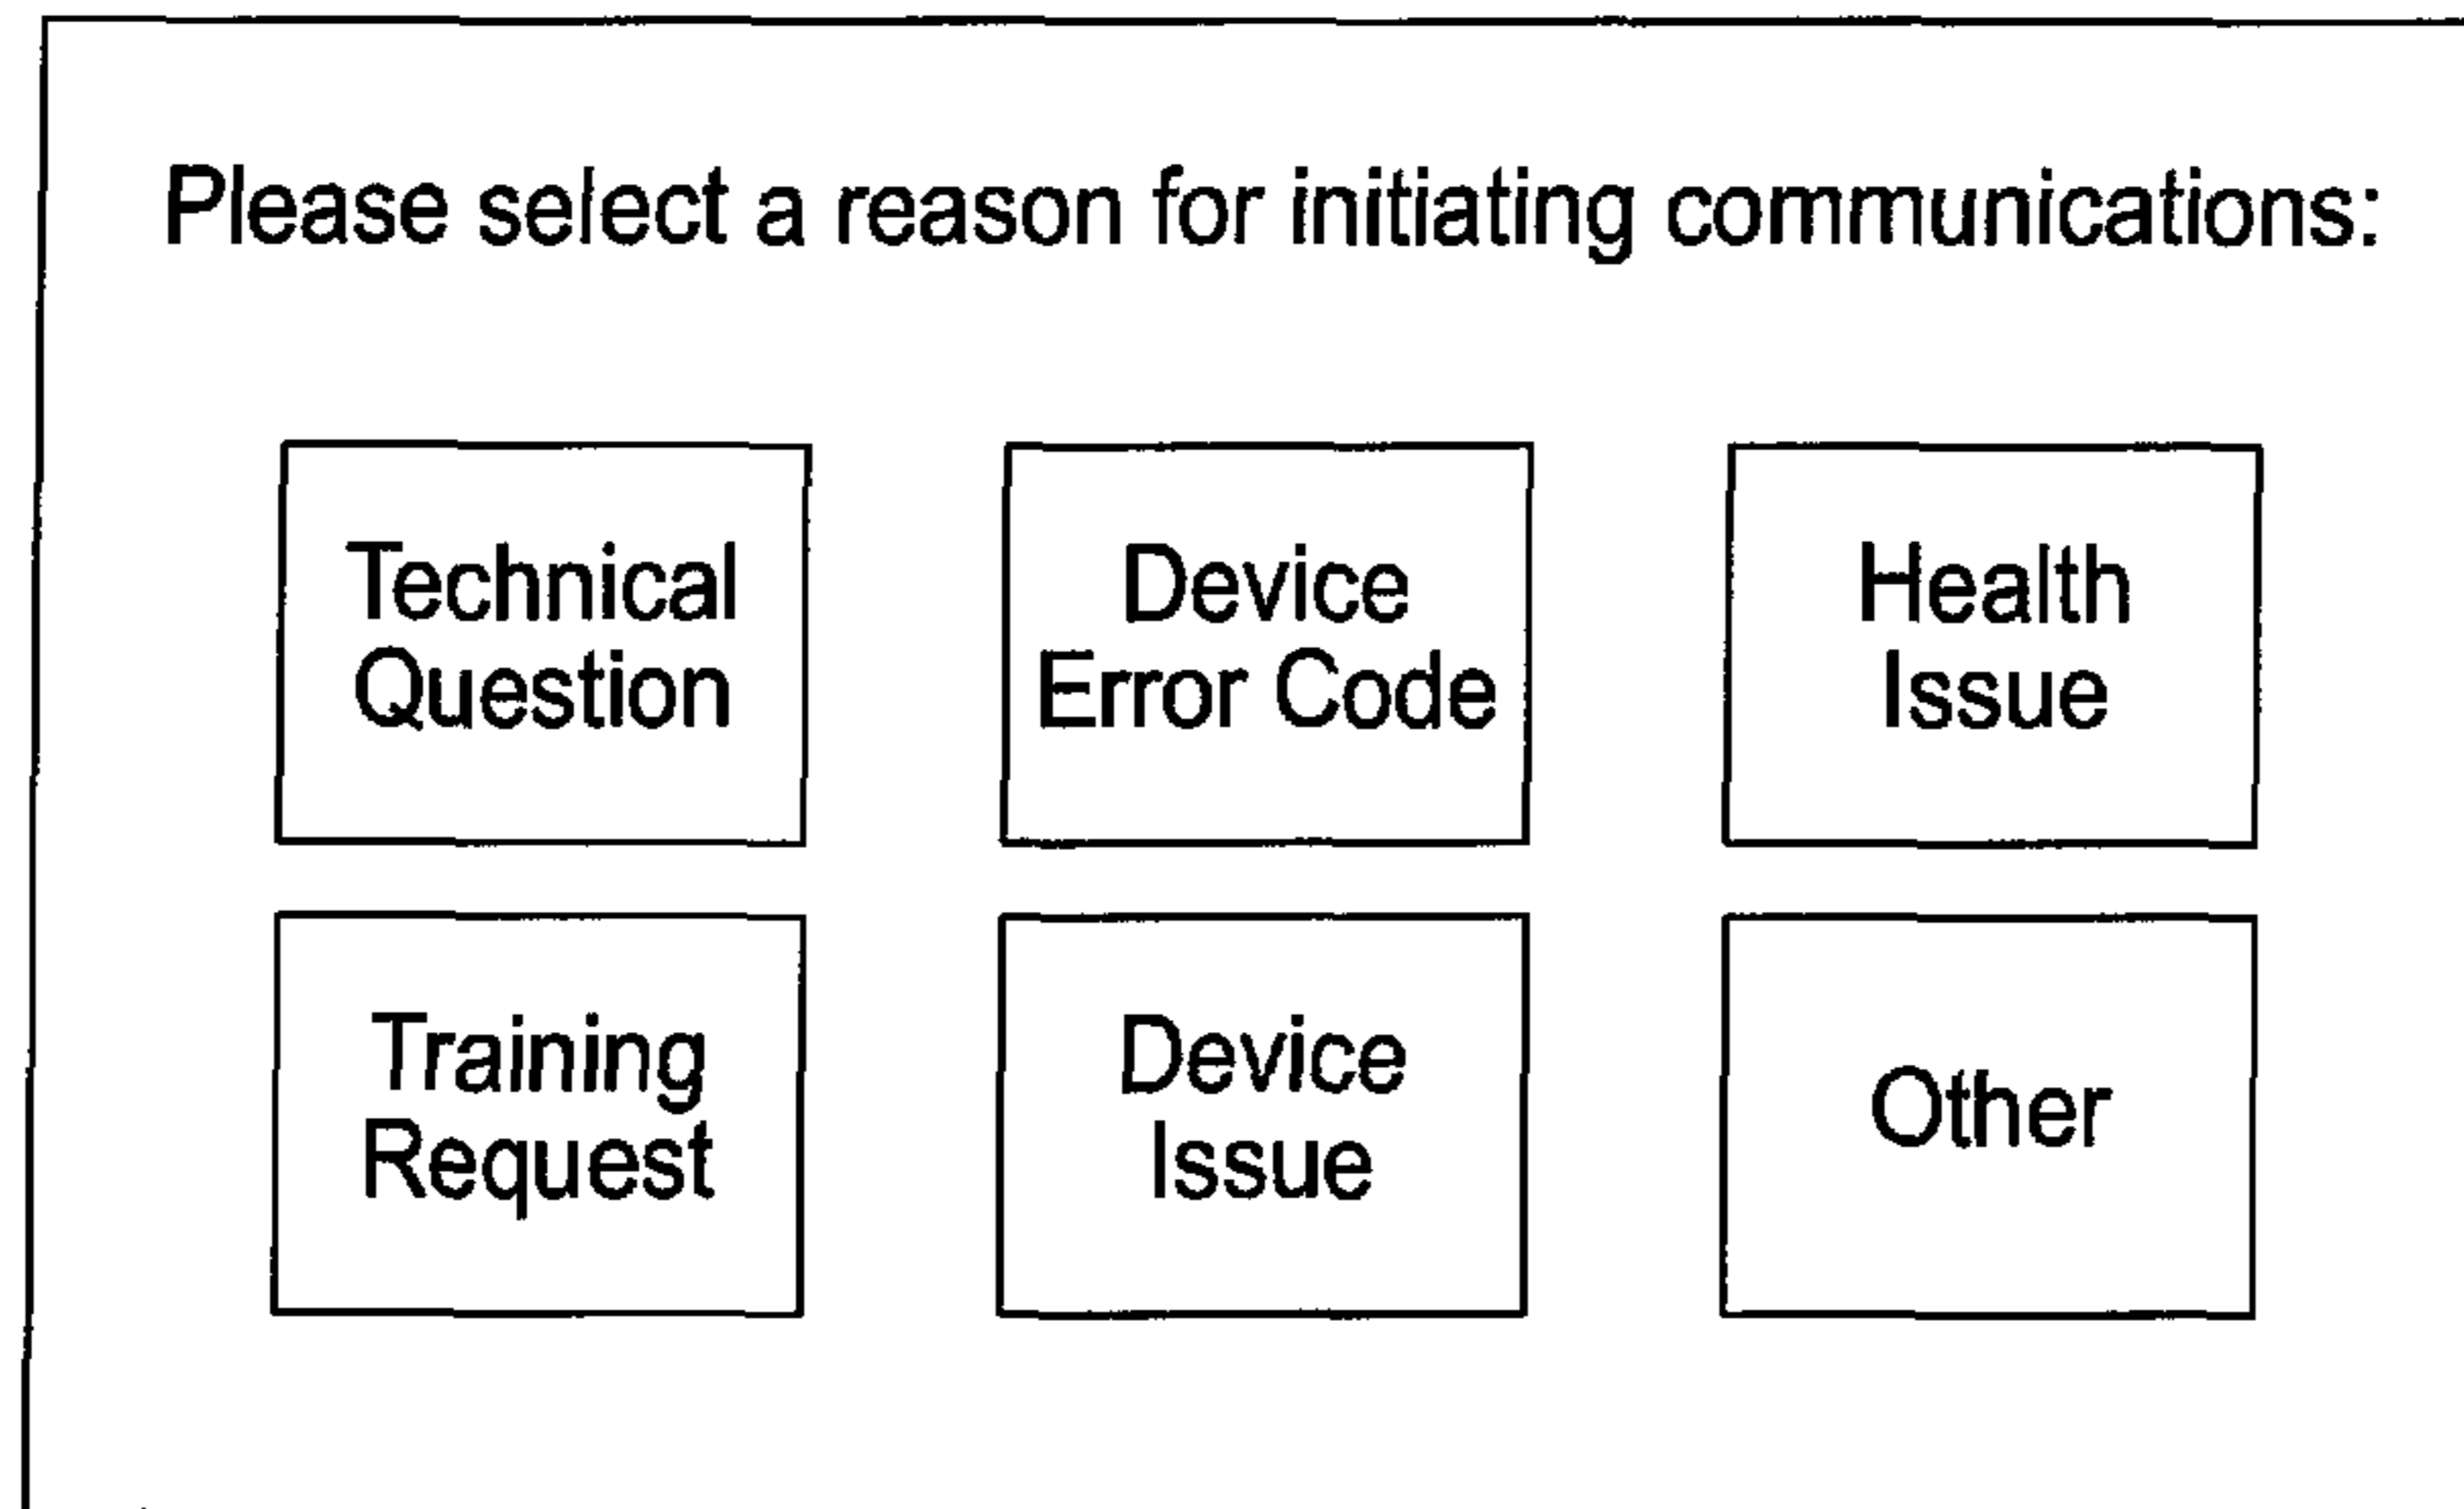 Please select a reason for initiating communications:
Technical
Question
Device
Error Code
Health
Issue
Training
Request
Device
Issue
Other